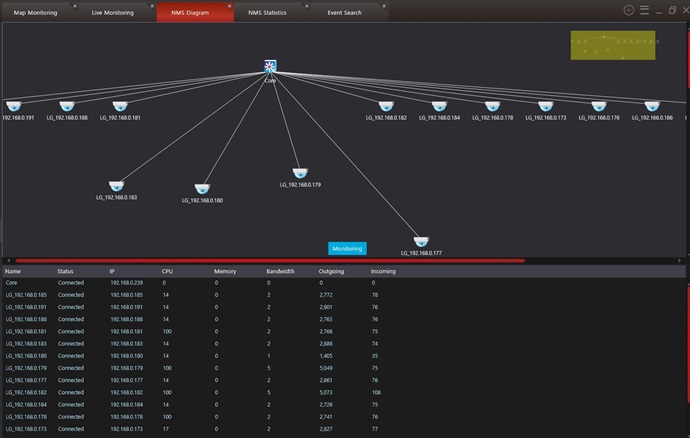 Map Monitoring Live Monitoring NMS Diagram NMS Statistics Event Search
Core
192.168.0.191 LG_192.168.0.188 LG_192.168.0.181 LG_192.168.0.182 LG_192.168.0.184 LG_192.168.0.178 LG_192.168.0.173 LG_192.168.0.176 LG_192.168.0.186
LG_192.168.0.183 LG_192.168.0.180 LG_192.168.0.179
LG_192.168.0.177
Monitoring
Name Status IP CPU Memory Bandwidth Outgoing Incoming
Core Connected 192.168.0.239 0 0 0 0 0
LG_192.168.0.185 Connected 192.168.0.185 14 0 2 2,772 78
LG_192.168.0.191 Connected 192.168.0.191 14 0 2 2,601 76
LG_192.168.0.188 Connected 192.168.0.188 14 0 2 2,763 76
LG_192.168.0.181 Connected 192.168.0.181 100 0 2 2,766 75
LG_192.168.0.183 Connected 192.168.0.183 14 0 2 2,888 74
LG_192.168.0.180 Connected 192.168.0.180 14 0 1 1,405 35
LG_192.168.0.179 Connected 192.168.0.179 100 0 5 5,049 75
LG_192.168.0.177 Connected 192.168.0.177 14 0 2 2,861 76
LG_192.168.0.182 Connected 192.168.0.182 100 0 5 5,073 108
LG_192.168.0.184 Connected 192.168.0.184 14 0 2 2,726 75
LG_192.168.0.178 Connected 192.168.0.178 100 0 2 2,741 76
LG_192.168.0.173 Connected 192.168.0.173 17 0 2 2,827 77